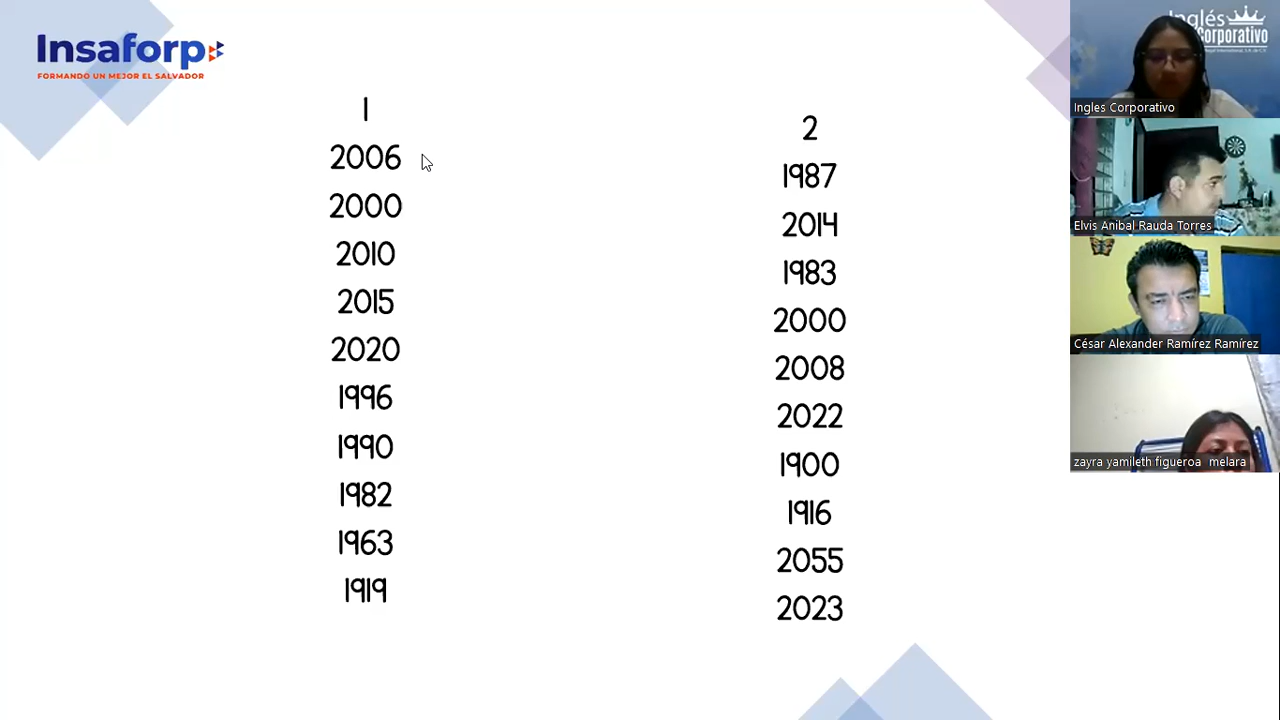 Insaforp
FORMANDO UN MEJOR EL SALVADOR
1
2006
2000
2010
2015
2020
1996
1990
1982
1963
1919
2
1987
2014
1983
2000
2008
2022
1900
1916
2055
2023
Inglés
Corporativo
Ingles Corporativo
Elvis Anibal Rauda Torres
César Alexander Ramírez Ramírez
zayra yamileth figueroa melara